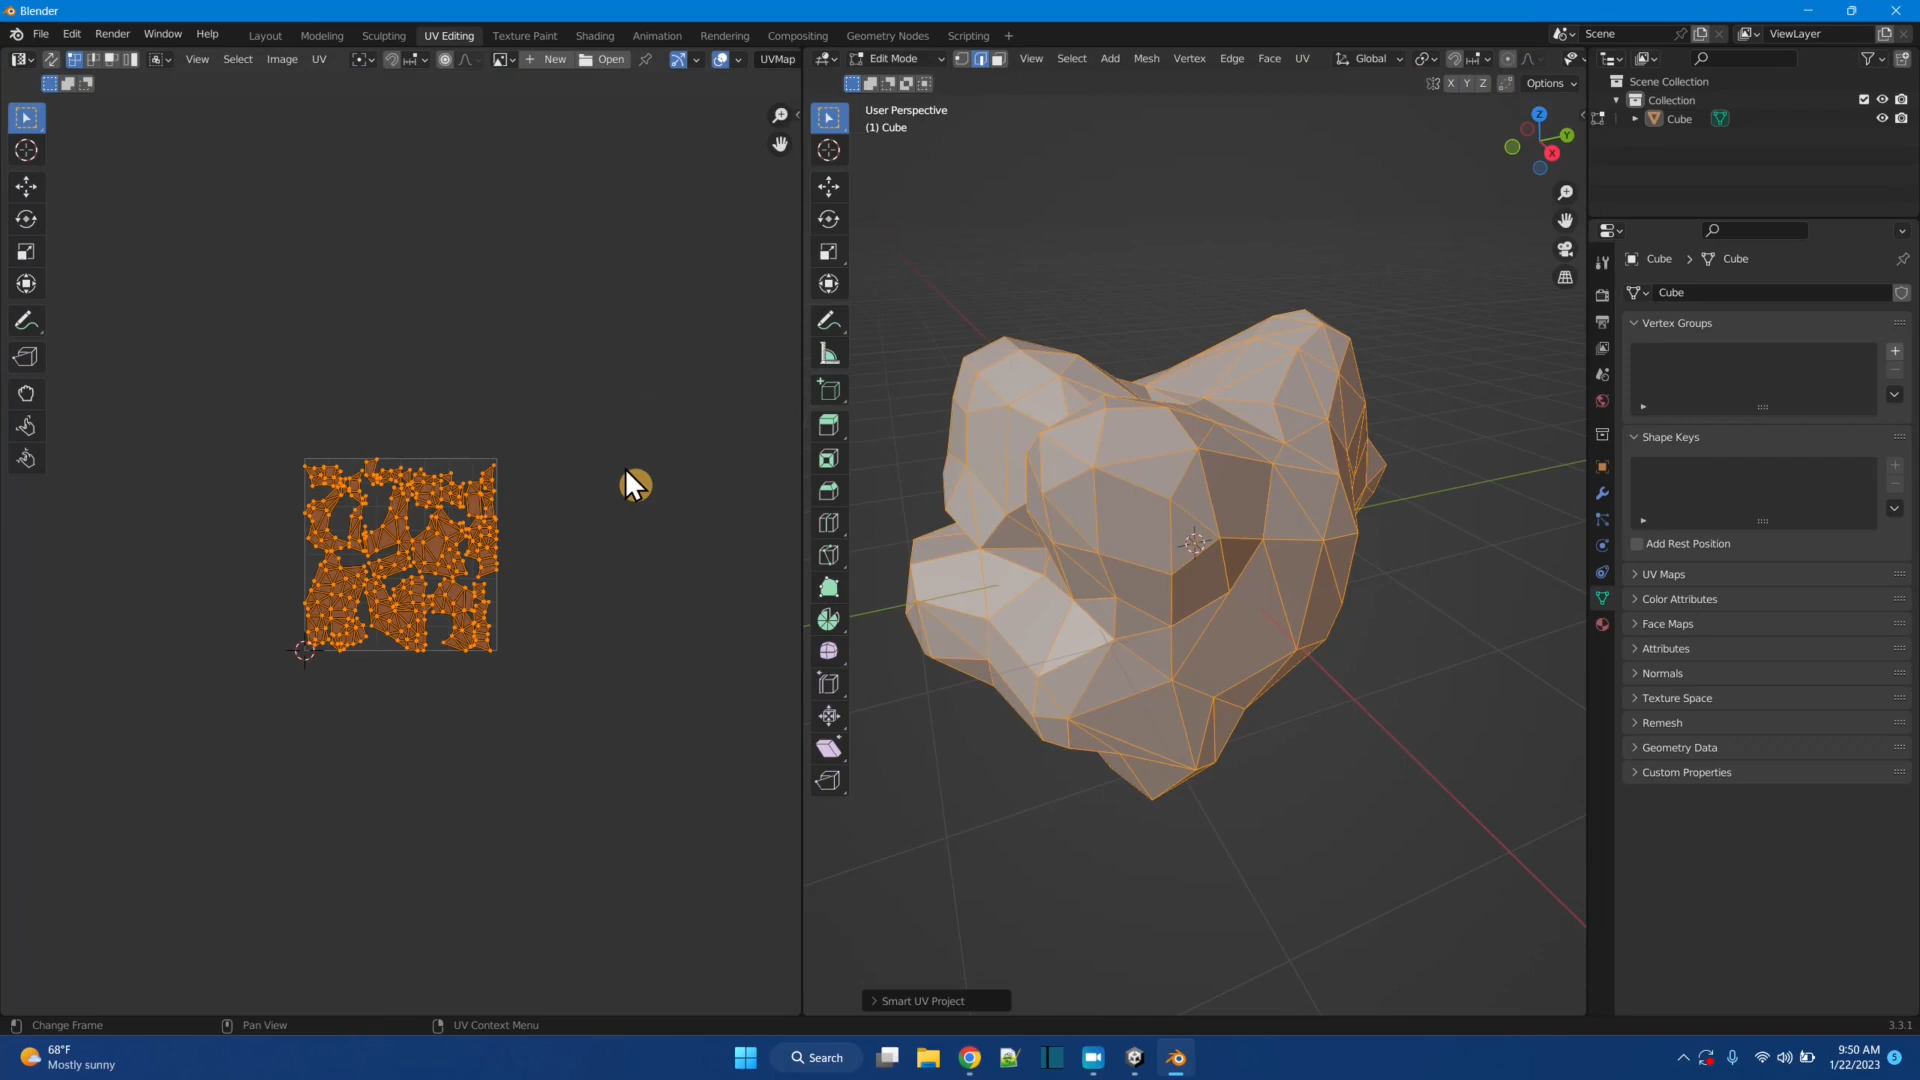 Blender
File Edit Render Window Help
Layout Modeling Sculpting UV Editing Texture Paint Shading Animation Rendering Compositing Geometry Nodes Scripting
Scene
ViewLayer
View Select Image UV
New
Open
UVMap
Edit Mode
View Select Add Mesh Vertex Edge Face UV
Global
X Y Z
Options
User Perspective
(1) Cube
Z
Y
X
Scene Collection
Collection
Cube
Cube > Cube
Cube
Vertex Groups
Shape Keys
Add Rest Position
UV Maps
Color Attributes
Face Maps
Attributes
Normals
Texture Space
Remesh
Geometry Data
Custom Properties
Smart UV Project
Change Frame
Pan View
UV Context Menu
3.3.1
68°F
Mostly sunny
Search
9:50 AM
1/22/2023
5